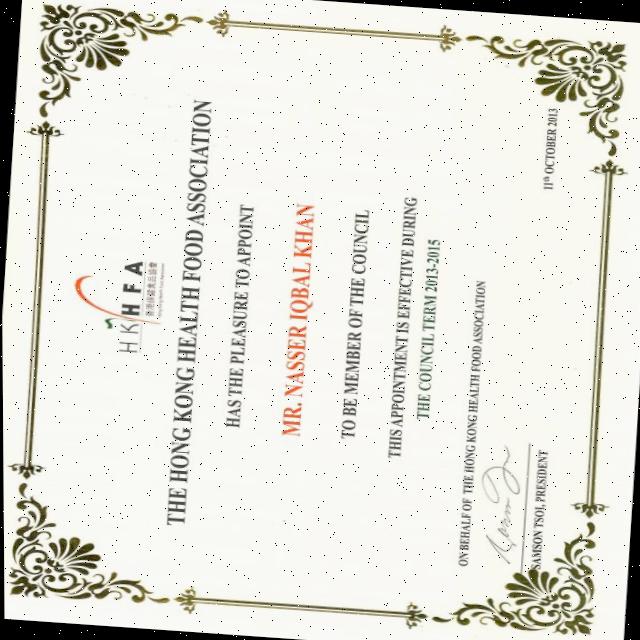 HKHFA
香港保健食品協會
THE HONG KONG HEALTH FOOD ASSOCIATION
HAS THE PLEASURE TO APPOINT
MR. NASSER IQBAL KHAN
TO BE MEMBER OF THE COUNCIL
THIS APPOINTMENT IS EFFECTIVE DURING
THE COUNCIL TERM 2013-2015
ON BEHALF OF THE HONG KONG HEALTH FOOD ASSOCIATION
SAMSON TSOI, PRESIDENT
11th OCTOBER 2013